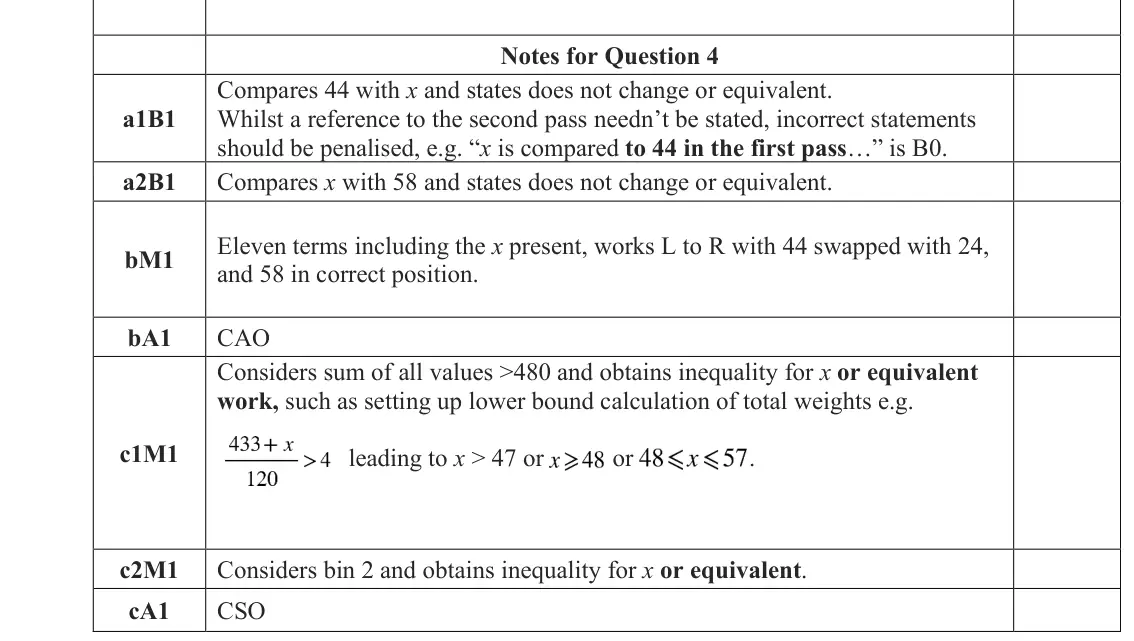 Notes for Question 4
a1B1
Compares 44 with x and states does not change or equivalent.
Whilst a reference to the second pass needn’t be stated, incorrect statements
should be penalised, e.g. “x is compared to 44 in the first pass…” is B0.
a2B1
Compares x with 58 and states does not change or equivalent.
bM1
Eleven terms including the x present, works L to R with 44 swapped with 24,
and 58 in correct position.
bA1
CAO
c1M1
Considers sum of all values >480 and obtains inequality for x or equivalent
work, such as setting up lower bound calculation of total weights e.g.
433+ x
120
>4 leading to x > 47 or x⩾48 or 48⩽x⩽57.
c2M1
Considers bin 2 and obtains inequality for x or equivalent.
cA1
CSO